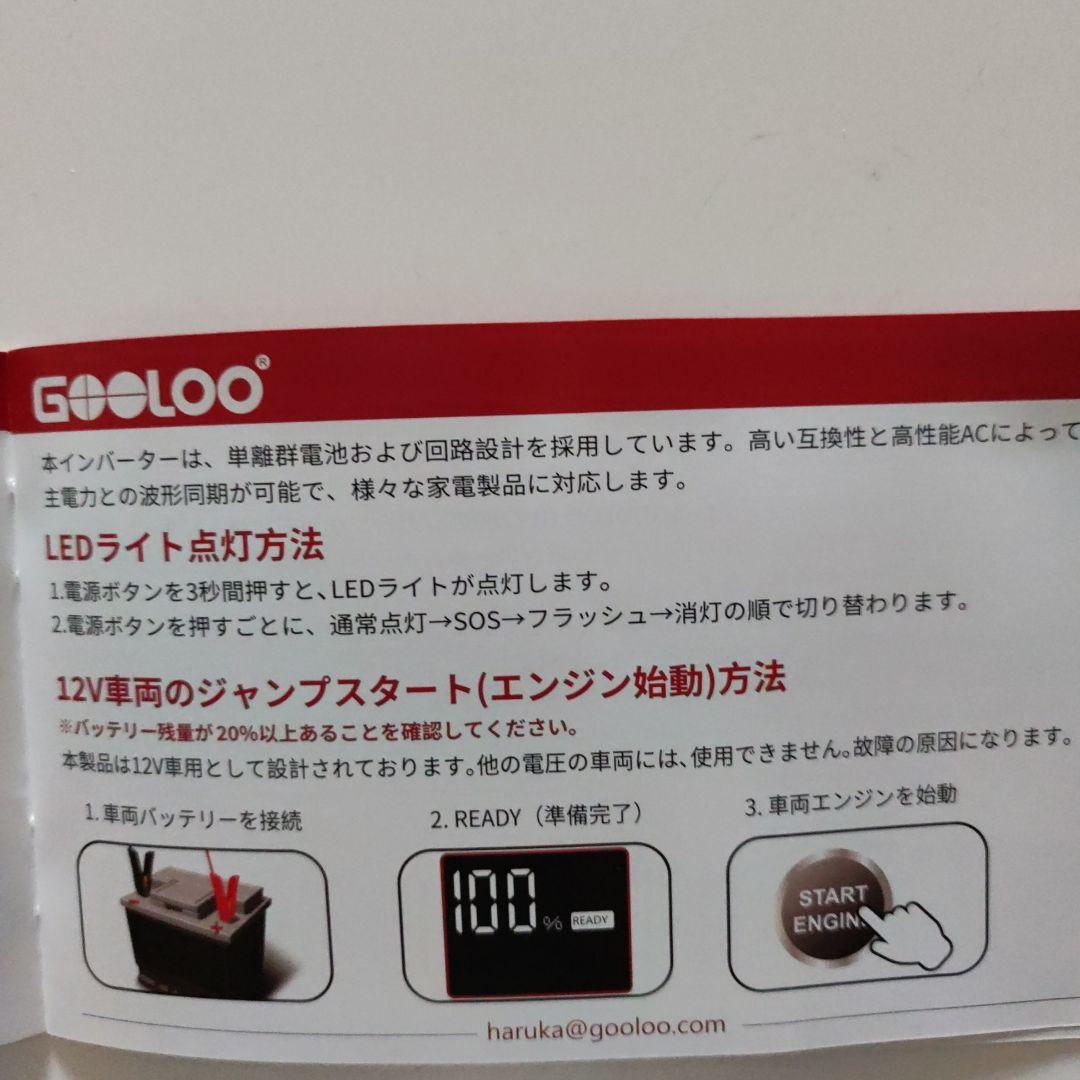 GOOLOO®
本インバーターは、単離群電池および回路設計を採用しています。高い互換性と高性能ACによって
主電力との波形同期が可能で、様々な家電製品に対応します。
LEDライト点灯方法
1.電源ボタンを3秒間押すと、LEDライトが点灯します。
2.電源ボタンを押すごとに、通常点灯→SOS→フラッシュ→消灯の順で切り替わります。
12V車両のジャンプスタート(エンジン始動)方法
※バッテリー残量が20%以上あることを確認してください。
本製品は12V車用として設計されております。他の電圧の車両には、使用できません。故障の原因になります。
1. 車両バッテリーを接続
2. READY（準備完了）
3. 車両エンジンを始動
100% READY
START
ENGIN
haruka@gooloo.com